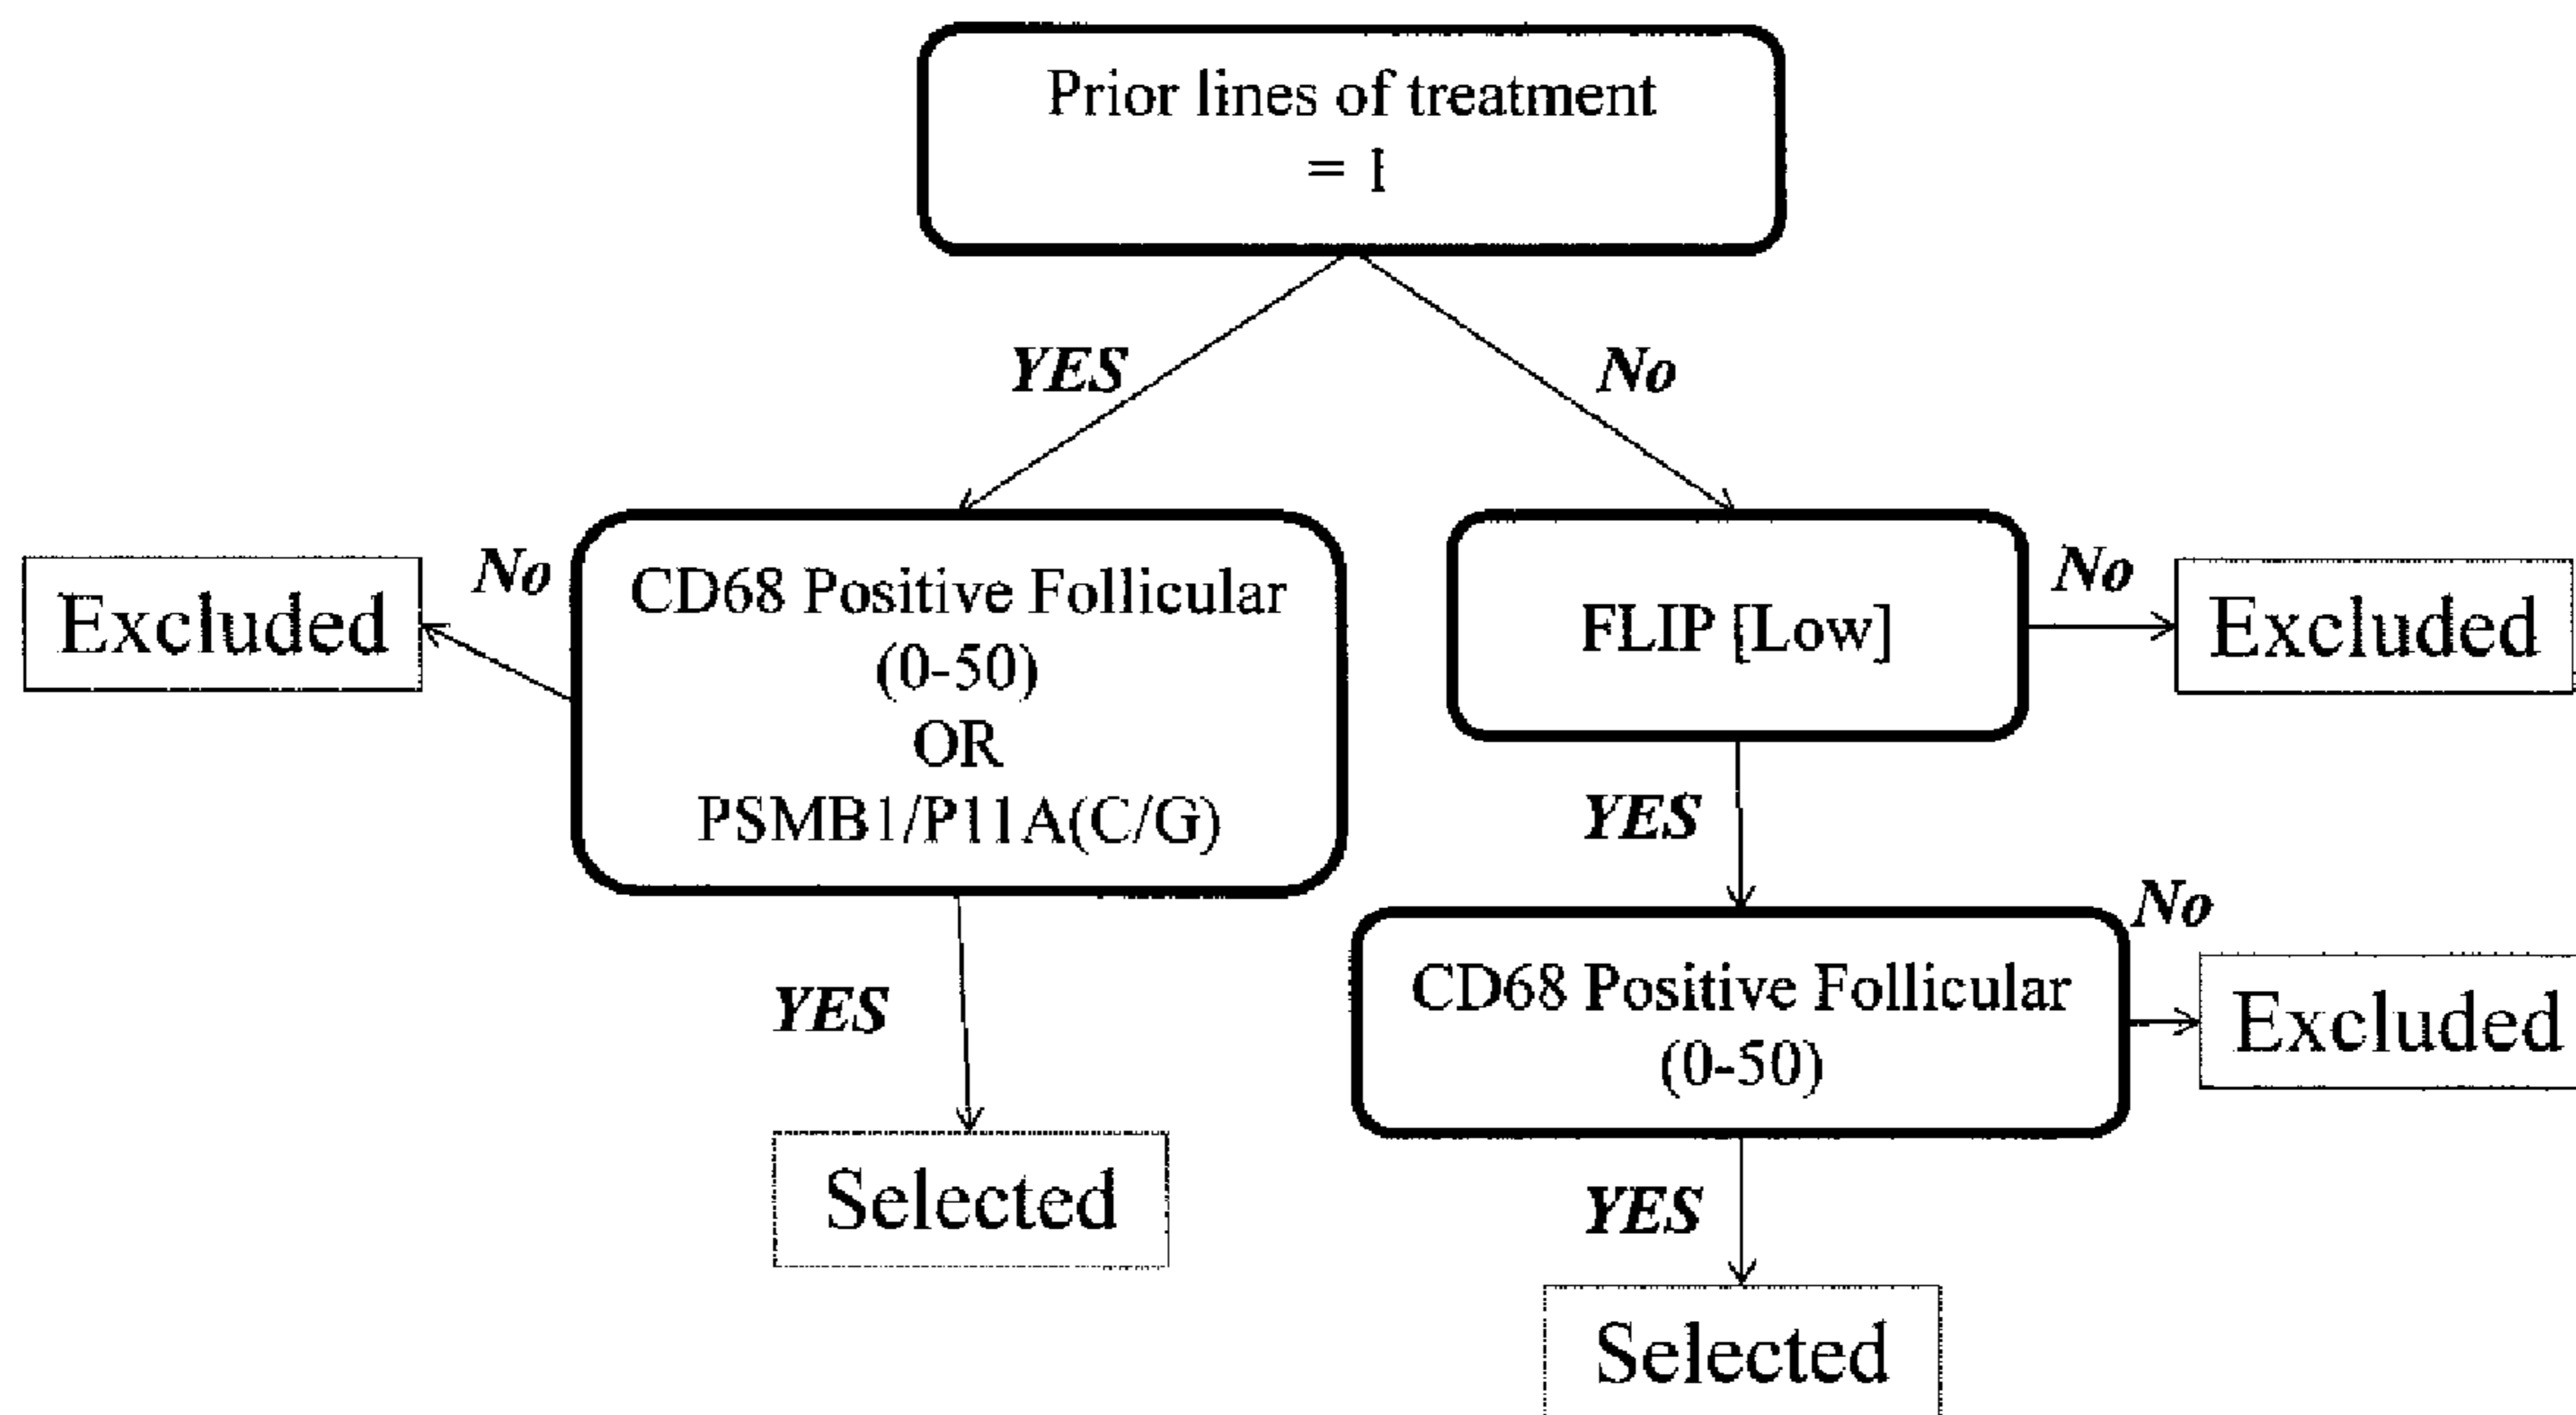 Prior lines of treatment
= 1
YES
No
No
CD68 Positive Follicular
(0-50)
OR
PSMB1/P11A(C/G)
Excluded
FLIP [Low]
No
Excluded
YES
YES
CD68 Positive Follicular
(0-50)
No
Excluded
Selected
YES
Selected